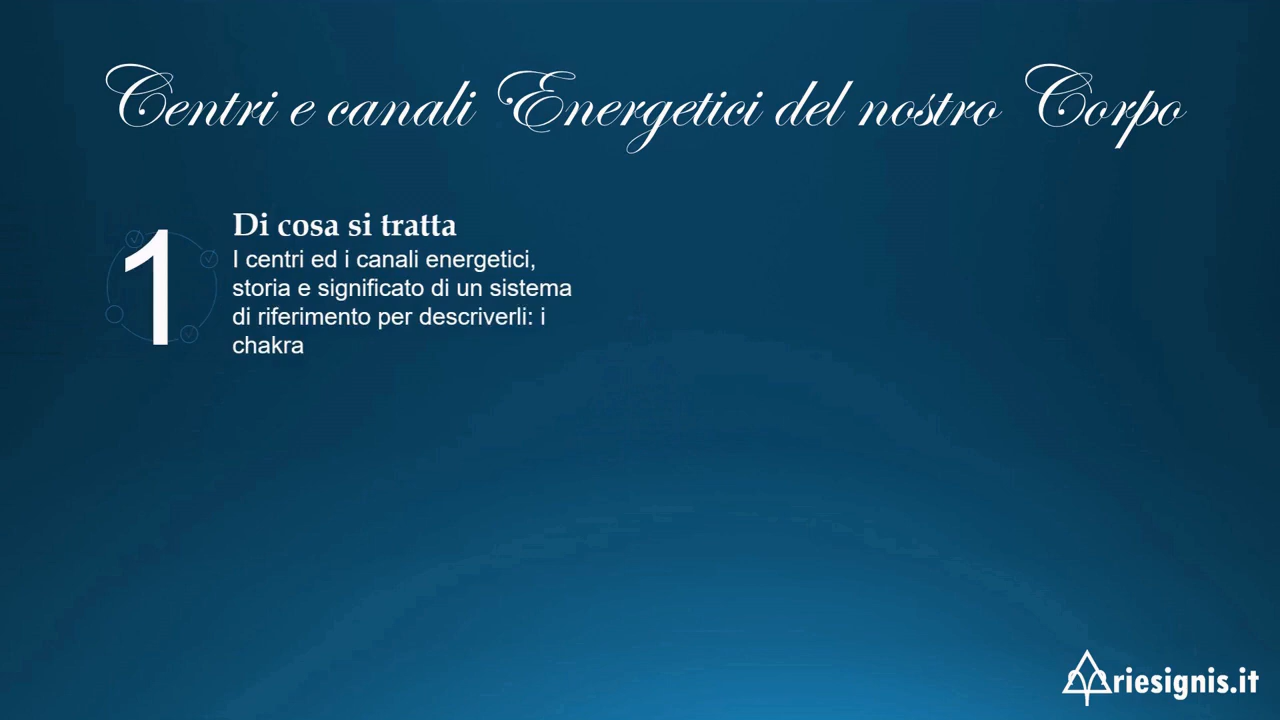 Centri e canali Energetici del nostro Corpo
1
Di cosa si tratta
I centri ed i canali energetici,
storia e significato di un sistema
di riferimento per descriverli: i
chakra
Ariesignis.it